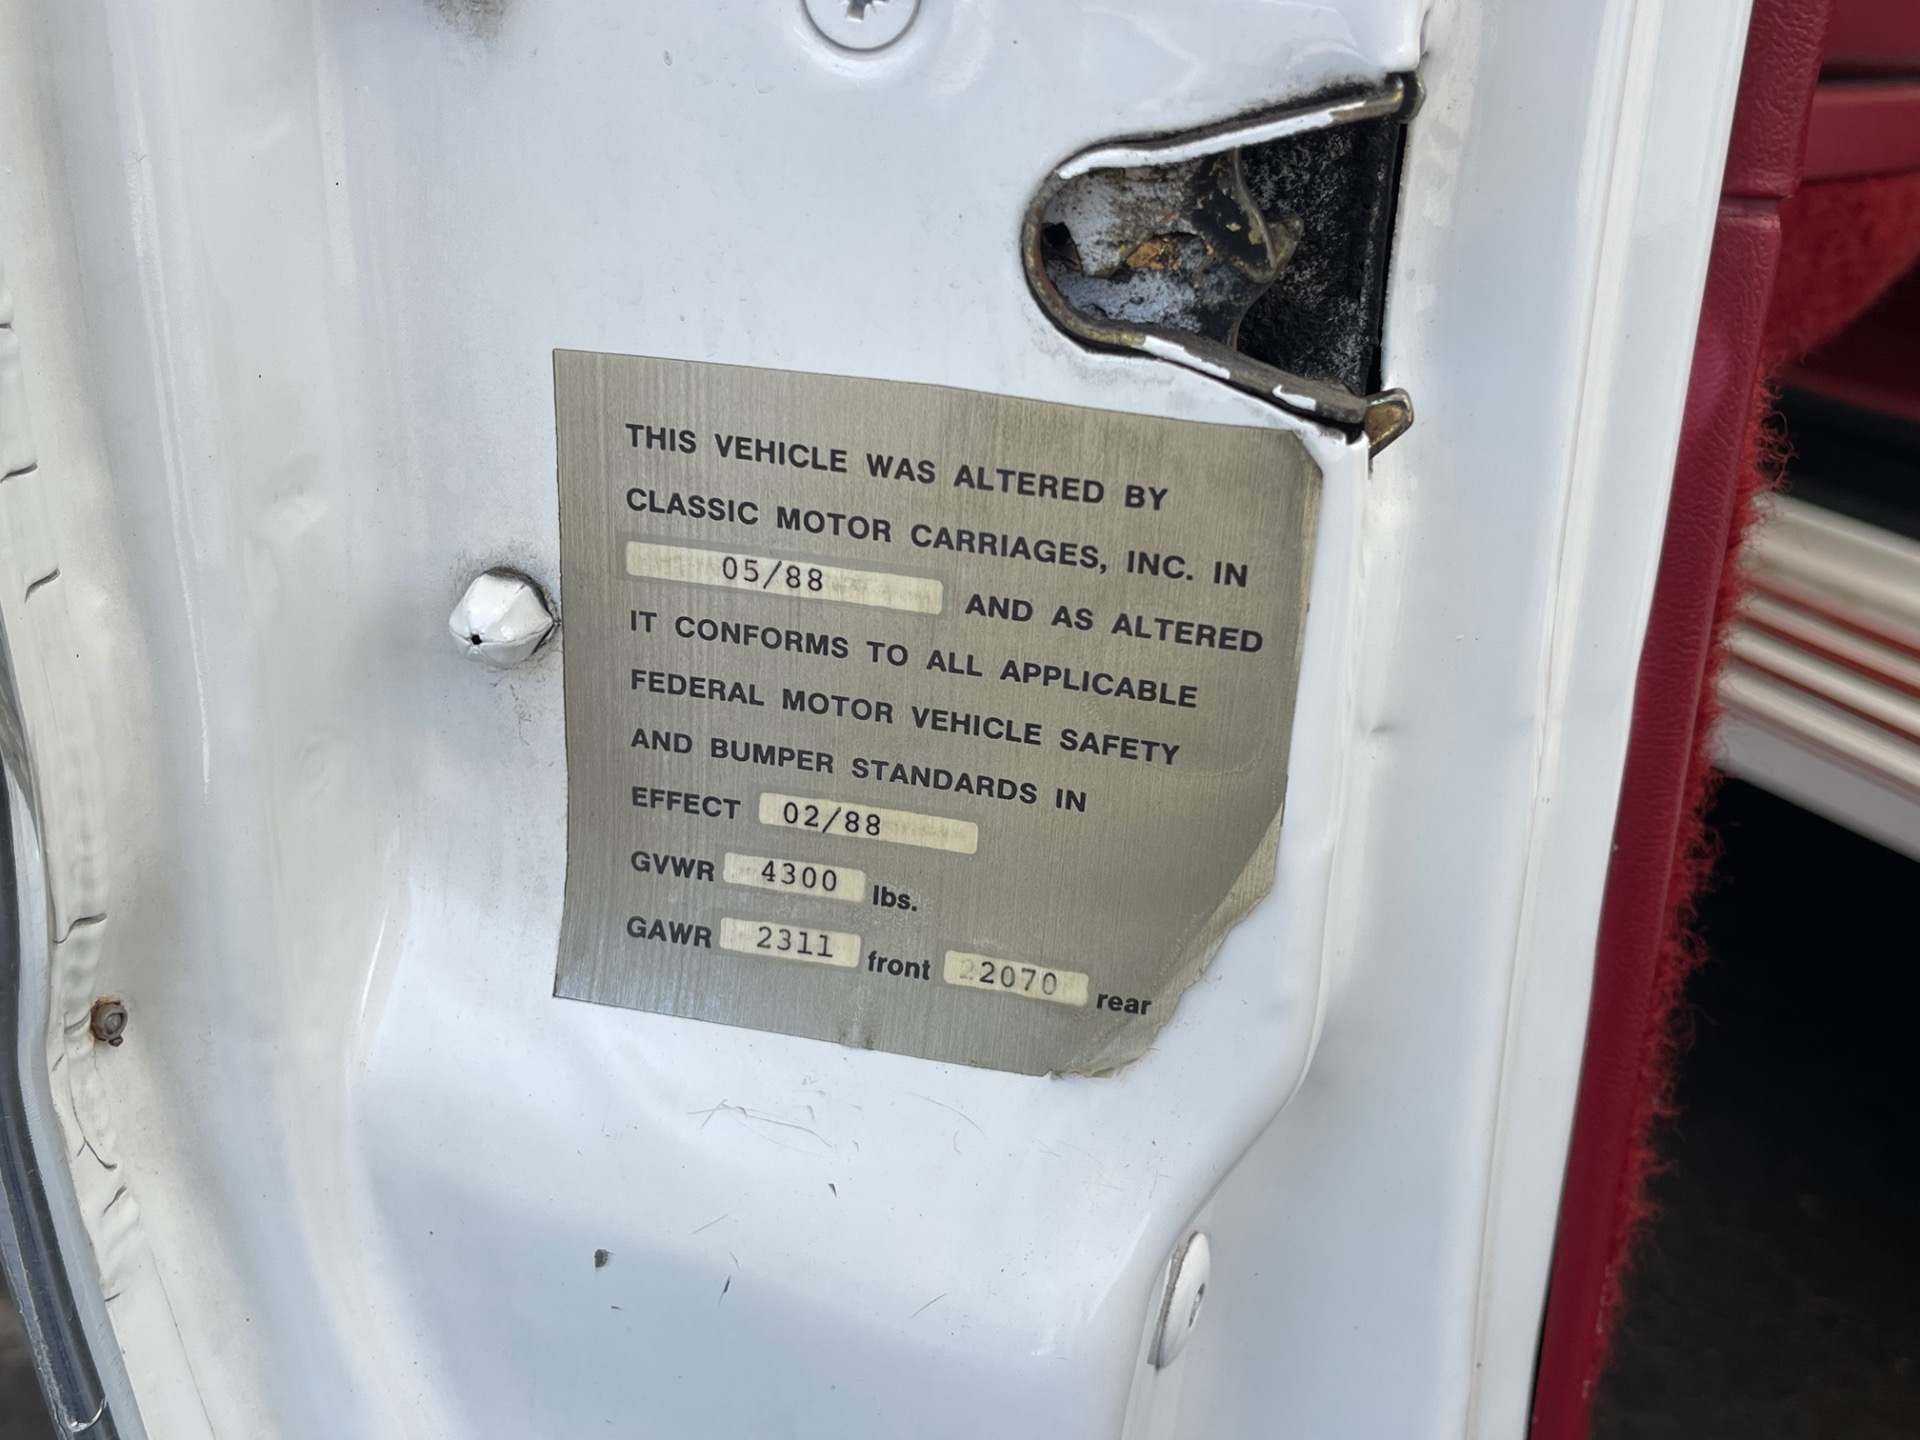 THIS VEHICLE WAS ALTERED BY
CLASSIC MOTOR CARRIAGES, INC. IN
05/88 AND AS ALTERED
IT CONFORMS TO ALL APPLICABLE
FEDERAL MOTOR VEHICLE SAFETY
AND BUMPER STANDARDS IN
EFFECT 02/88
GVWR 4300 lbs.
GAWR 2311 front 2070 rear